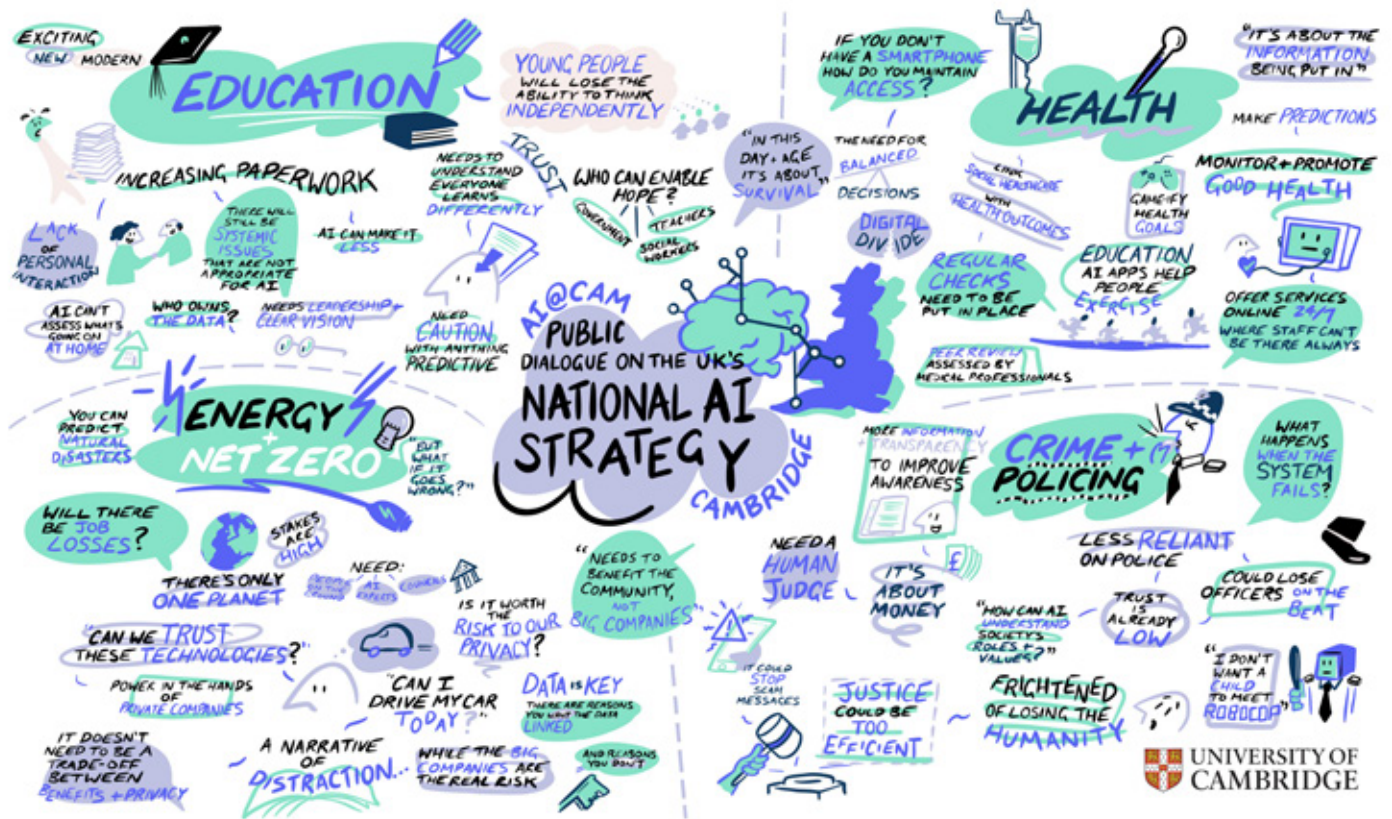 EXCITING
NEW MODERN
EDUCATION
YOUNG PEOPLE
WILL LOSE THE
ABILITY TO THINK
INDEPENDENTLY
INCREASING PAPERWORK
LACK
OF
PERSONAL
INTERACTION
THERE WILL
STILL BE
SYSTEMIC
ISSUES
THAT ARE NOT
APPROPRIATE
FOR AI
AI CAN MAKE IT
LESS
NEEDS TO
UNDERSTAND
EVERYONE
LEARNS
DIFFERENTLY
TRUST
WHO CAN ENABLE
HOPE?
GOVERNMENT
TEACHERS
SOCIAL
WORKERS
"IN THIS
DAY + AGE
IT'S ABOUT
SURVIVAL"
AI CAN'T
ASSESS WHAT'S
GOING ON
AT HOME
WHO OWNS
THE DATA?
NEEDS LEADERSHIP +
CLEAR VISION
NEED
CAUTION
WITH ANYTHING
PREDICTIVE
AI@CAM
PUBLIC
DIALOGUE ON THE UK'S
NATIONAL AI
STRATEGY
CAMBRIDGE
IF YOU DON'T
HAVE A SMARTPHONE
HOW DO YOU MAINTAIN
ACCESS?
THE NEED FOR
BALANCED
DECISIONS
DIGITAL
DIVIDE
HEALTH
"IT'S ABOUT THE
INFORMATION
BEING PUT IN"
MAKE PREDICTIONS
MONITOR + PROMOTE
GOOD HEALTH
SOCIAL HEALTHCARE
WITH
HEALTH OUTCOMES
GAME-IFY
HEALTH
GOALS
REGULAR
CHECKS
NEED TO BE
PUT IN PLACE
EDUCATION
AI APPS HELP
PEOPLE
EXERCISE
OFFER SERVICES
ONLINE 24/7
WHERE STAFF CAN'T
BE THERE ALWAYS
PEER REVIEW
ASSESSED BY
MEDICAL PROFESSIONALS
ENERGY
+
NET ZERO
YOU CAN
PREDICT
NATURAL
DISASTERS
"BUT
WHAT
IF IT
GOES
WRONG?"
WILL THERE
BE JOB
LOSSES?
STAKES
ARE
HIGH
THERE'S ONLY
ONE PLANET
NEED:
PEOPLE
ON THE GROUND
AI
EXPERTS
COUNCILS
IS IT WORTH
THE
RISK TO OUR
PRIVACY?
"NEEDS TO
BENEFIT THE
COMMUNITY,
NOT
BIG COMPANIES"
"CAN WE TRUST
THESE TECHNOLOGIES?"
POWER IN THE HANDS
OF
PRIVATE COMPANIES
"CAN I
DRIVE MY CAR
TODAY?"
DATA IS KEY
THERE ARE REASONS
YOU WANT THE DATA
LINKED
AND REASONS
YOU DON'T
IT DOESN'T
NEED TO BE A
TRADE-OFF
BETWEEN
BENEFITS + PRIVACY
A NARRATIVE
OF
DISTRACTION...
WHILE THE BIG
COMPANIES ARE
THE REAL RISK
CRIME +
POLICING
MORE INFORMATION
+ TRANSPARENCY
TO IMPROVE
AWARENESS
WHAT
HAPPENS
WHEN THE
SYSTEM
FAILS?
NEED A
HUMAN
JUDGE
IT'S
ABOUT
MONEY
£
LESS RELIANT
ON POLICE
TRUST
IS
ALREADY
LOW
COULD LOSE
OFFICERS ON THE
BEAT
"HOW CAN AI
UNDERSTAND
SOCIETY'S
ROLES +
VALUES?"
IT COULD
STOP
SCAM
MESSAGES
JUSTICE
COULD BE
TOO
EFFICIENT
FRIGHTENED
OF LOSING THE
HUMANITY
"I DON'T
WANT A
CHILD
TO MEET
ROBOCOP"
UNIVERSITY OF
CAMBRIDGE